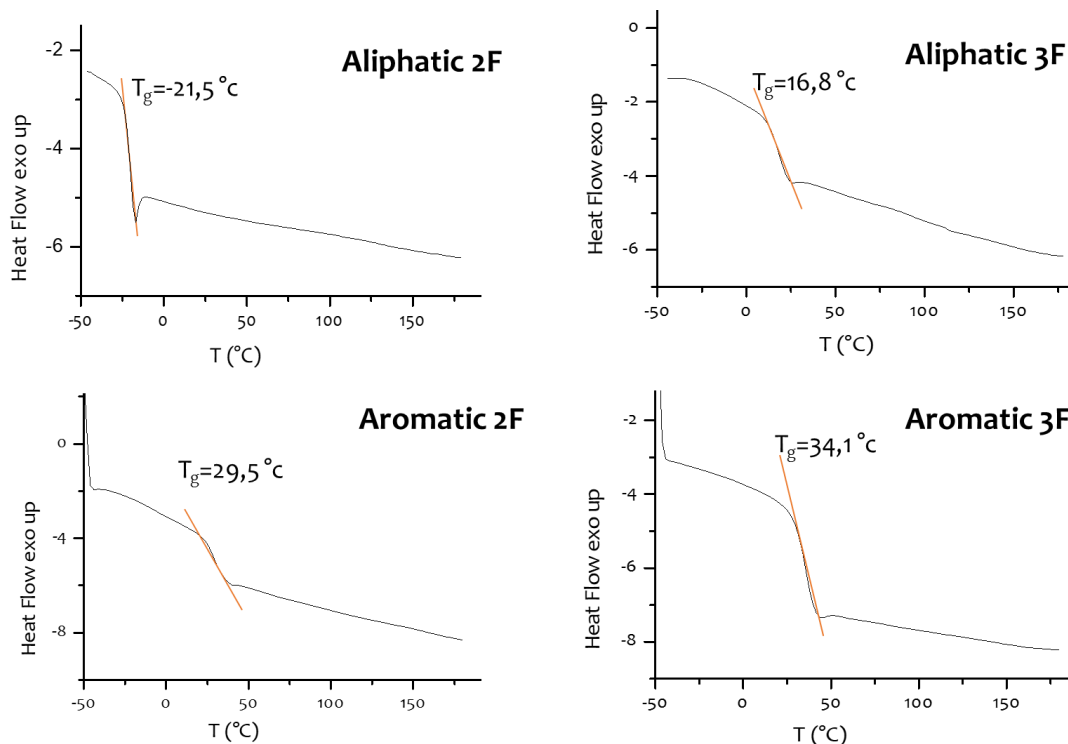 Aliphatic 2F
Tg=-21,5 °c
Heat Flow exo up
-2
-4
-6
-50
0
50
100
150
T (°C)
Aliphatic 3F
Tg=16,8 °c
Heat Flow exo up
0
-2
-4
-6
-50
0
50
100
150
T (°C)
Aromatic 2F
Tg=29,5 °c
Heat Flow exo up
0
-4
-8
-50
0
50
100
150
T (°C)
Aromatic 3F
Tg=34,1 °c
Heat Flow exo up
-2
-4
-6
-8
-50
0
50
100
150
T (°C)